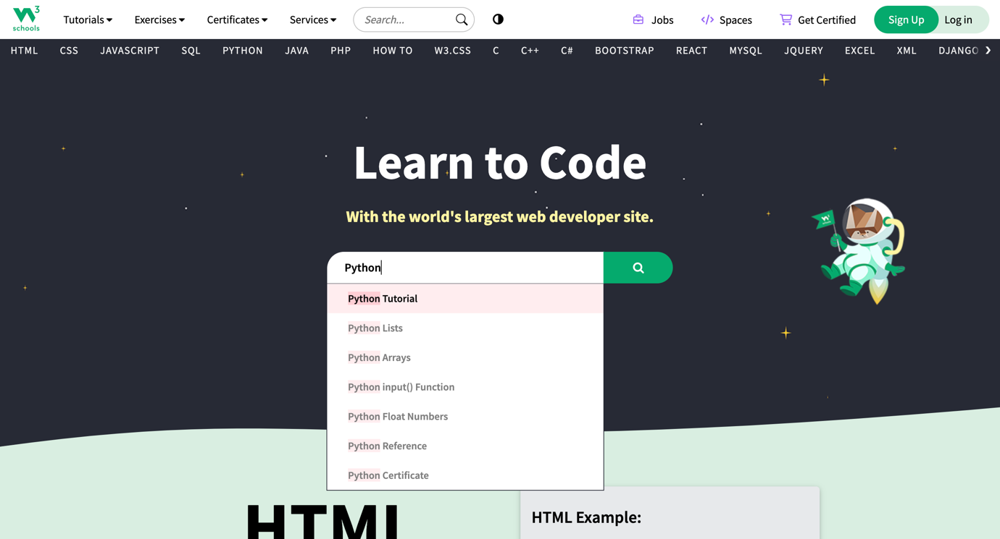 W3 schools
Tutorials Exercises Certificates Services Search... Jobs Spaces Get Certified Sign Up Log in
HTML CSS JAVASCRIPT SQL PYTHON JAVA PHP HOW TO W3.CSS C C++ C# BOOTSTRAP REACT MYSQL JQUERY EXCEL XML DJANGO
Learn to Code
With the world's largest web developer site.
Python
Python Tutorial
Python Lists
Python Arrays
Python input() Function
Python Float Numbers
Python Reference
Python Certificate
HTML
HTML Example: